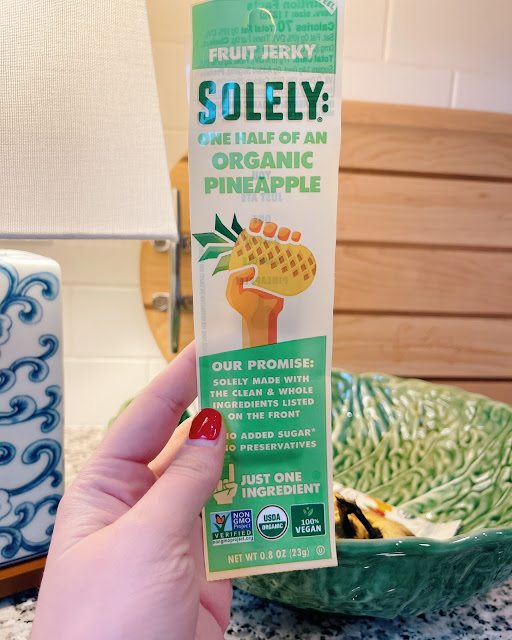 FRUIT JERKY
SOLELY:
ONE HALF OF AN
ORGANIC
PINEAPPLE
OUR PROMISE:
SOLELY MADE WITH
THE CLEAN & WHOLE
INGREDIENTS LISTED
ON THE FRONT
NO ADDED SUGAR*
NO PRESERVATIVES
JUST ONE
INGREDIENT
NON
GMO
Project
VERIFIED
nongmoproject.org
USDA
ORGANIC
100%
VEGAN
NET WT 0.8 OZ (23g)